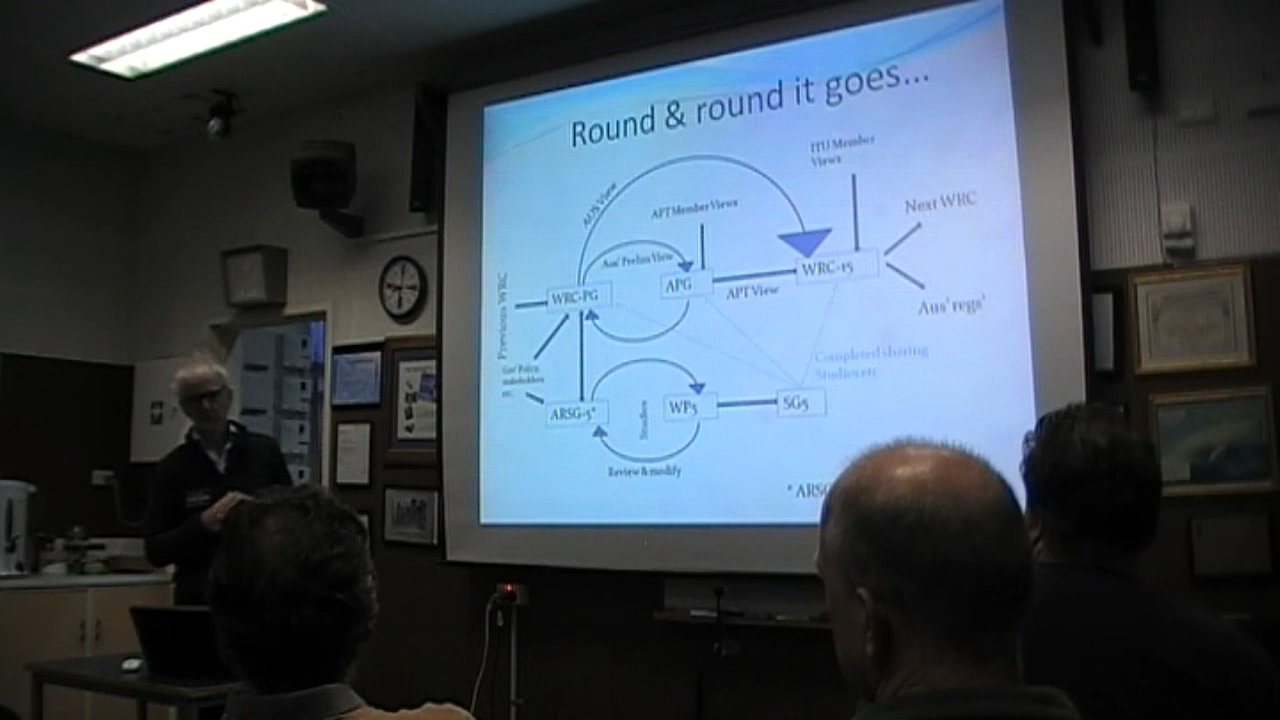 Round & round it goes...
ITU Member
Views
AUS View
APT Member Views
Next WRC
Aus' Prelim View
WRC-15
APG
APT View
WRC-PG
Aus' regs'
Previous WRC
Completed sharing
Studies etc
Gov' Policy,
stakeholders
etc
ARSG-5*
Studies
WP5
SG5
Review & modify
* ARSG